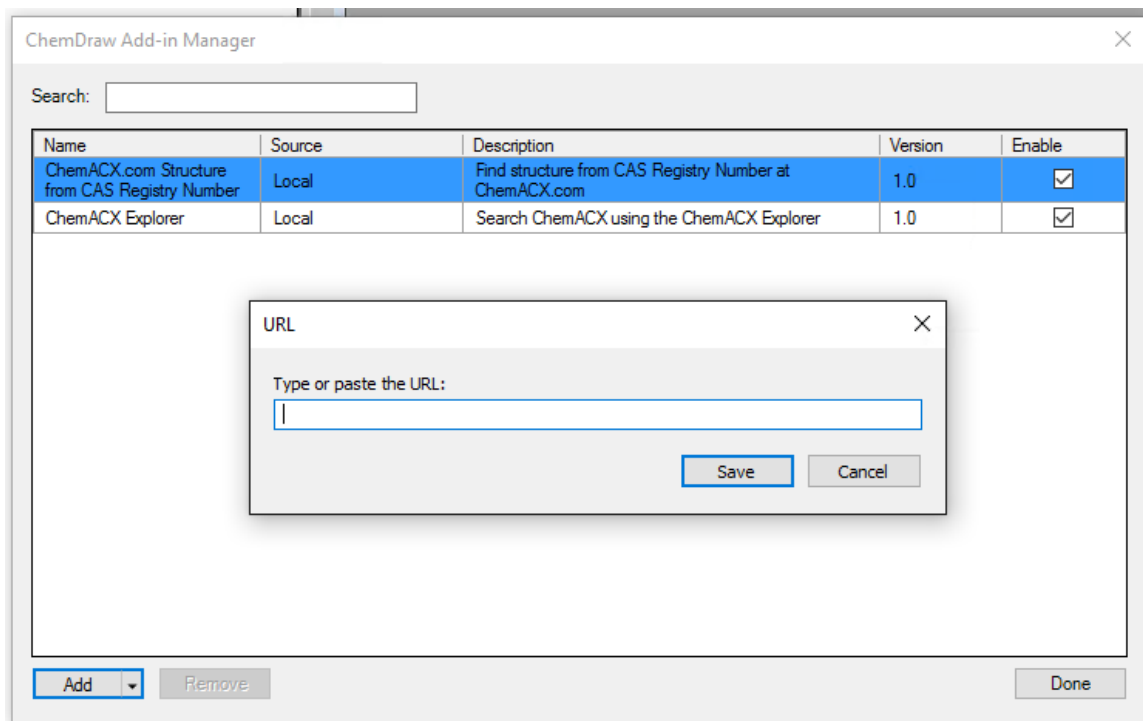 ChemDraw Add-in Manager
Search:
Name Source Description Version Enable
ChemACX.com Structure
from CAS Registry Number
Local
Find structure from CAS Registry Number at
ChemACX.com
1.0
ChemACX Explorer Local Search ChemACX using the ChemACX Explorer 1.0
URL
Type or paste the URL:
Save Cancel
Add Remove Done